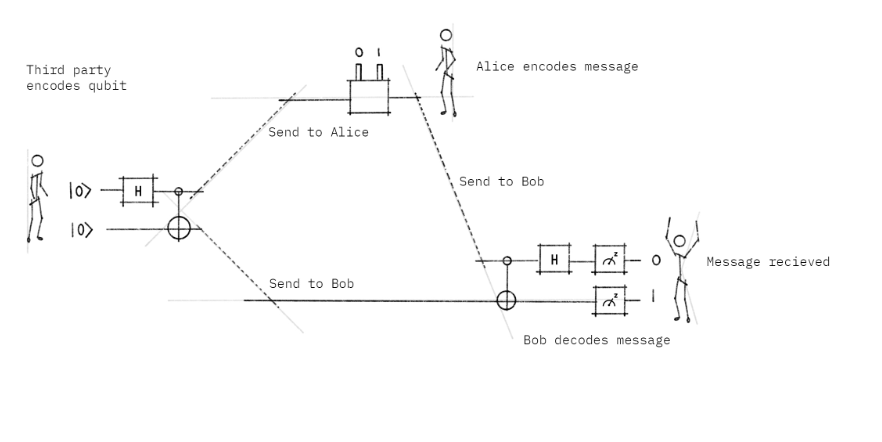 Third party
encodes qubit
0 1
Alice encodes message
Send to Alice
|0⟩ H
|0⟩
Send to Bob
Send to Bob
H z 0
z 1
Message recieved
Bob decodes message